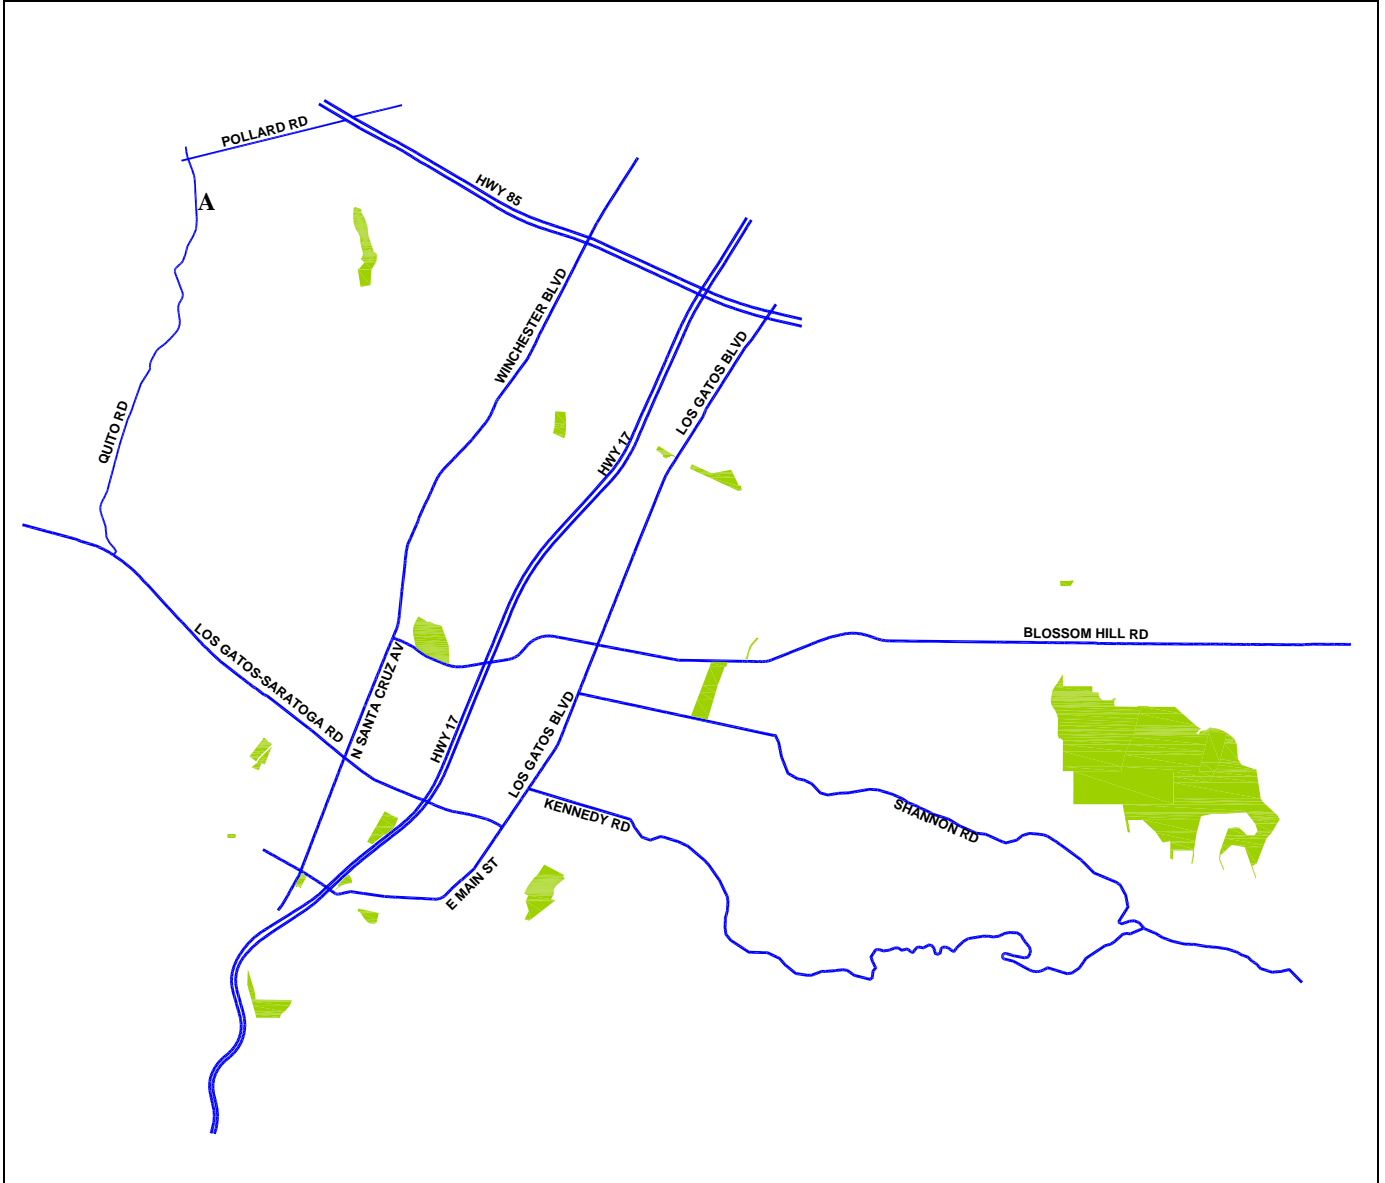 POLLARD RD
HWY 85
A
WINCHESTER BLVD
LOS GATOS BLVD
QUITO RD
HWY 17
LOS GATOS-SARATOGA RD
BLOSSOM HILL RD
N SANTA CRUZ AV
HWY 17
LOS GATOS BLVD
KENNEDY RD
SHANNON RD
E MAIN ST